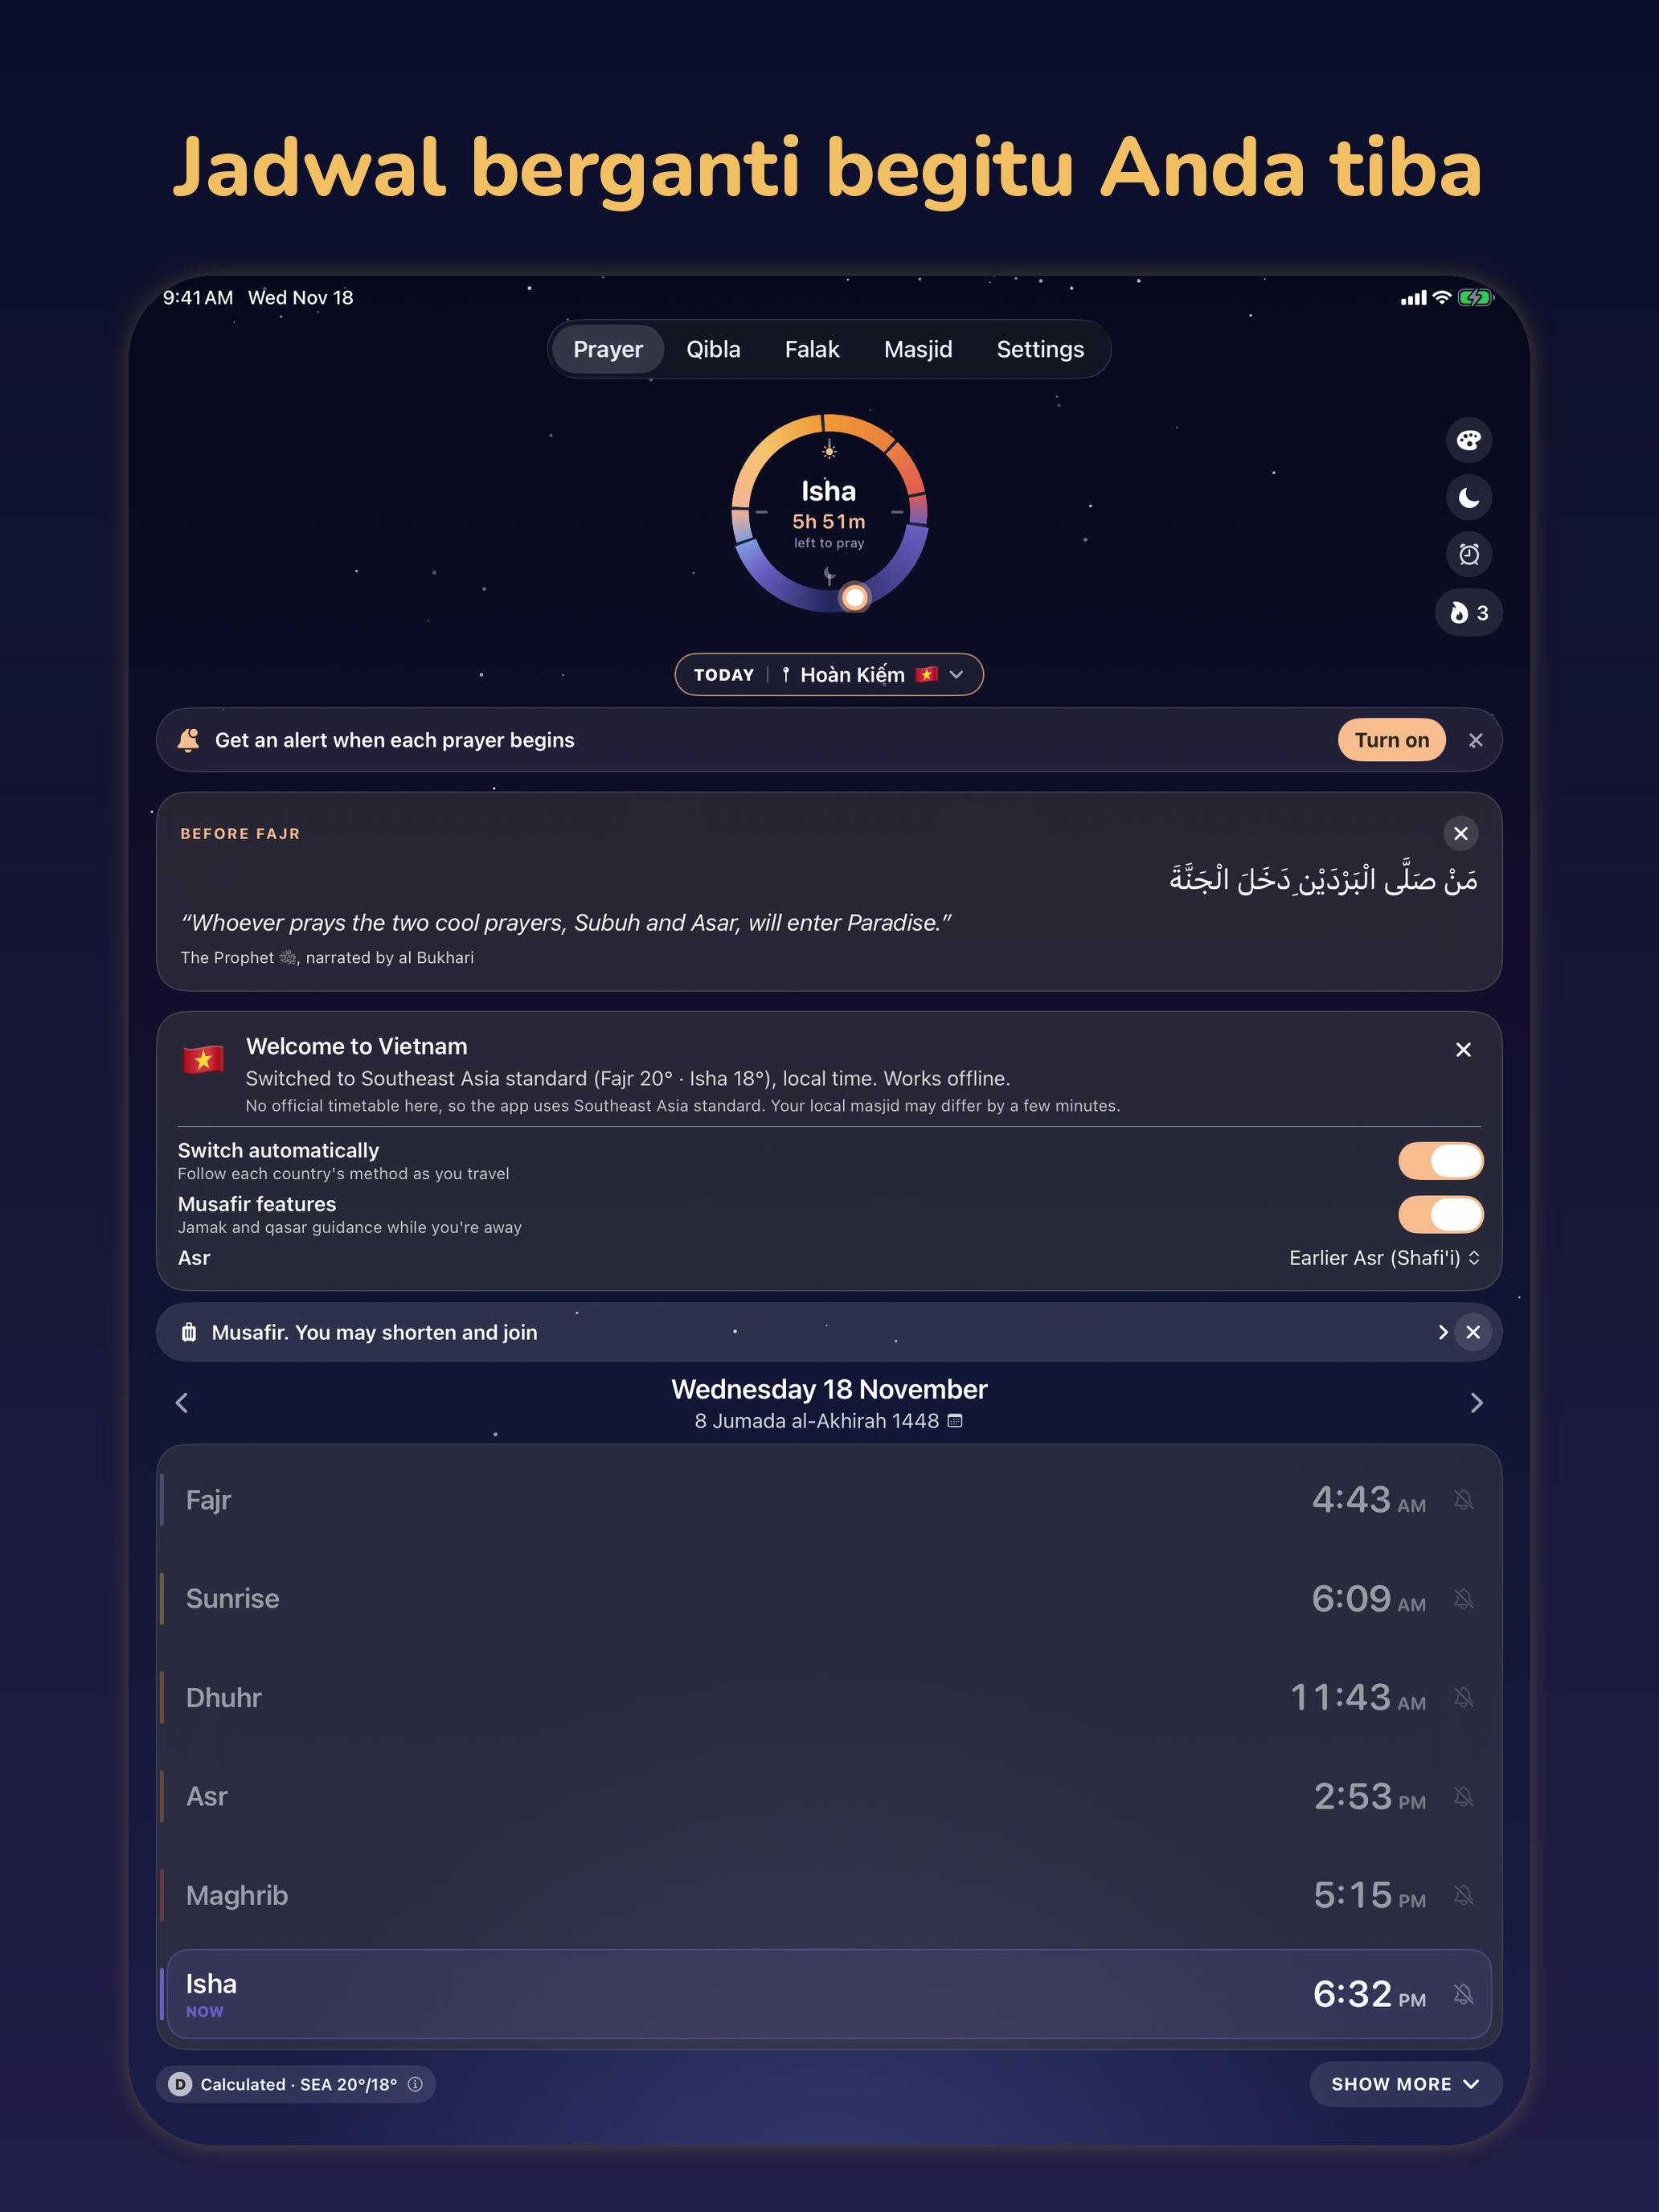 Jadwal berganti begitu Anda tiba
9:41 AM Wed Nov 18
Prayer Qibla Falak Masjid Settings
Isha
5h 51m
left to pray
3
TODAY Hoàn Kiếm
Get an alert when each prayer begins Turn on
BEFORE FAJR
مَنْ صَلَّى الْبَرْدَيْنِ دَخَلَ الْجَنَّةَ
“Whoever prays the two cool prayers, Subuh and Asar, will enter Paradise.”
The Prophet ﷺ, narrated by al Bukhari
Welcome to Vietnam
Switched to Southeast Asia standard (Fajr 20° · Isha 18°), local time. Works offline.
No official timetable here, so the app uses Southeast Asia standard. Your local masjid may differ by a few minutes.
Switch automatically
Follow each country's method as you travel
Musafir features
Jamak and qasar guidance while you're away
Asr Earlier Asr (Shafi'i)
Musafir. You may shorten and join
Wednesday 18 November
8 Jumada al-Akhirah 1448
Fajr 4:43 AM
Sunrise 6:09 AM
Dhuhr 11:43 AM
Asr 2:53 PM
Maghrib 5:15 PM
Isha 6:32 PM
NOW
D Calculated · SEA 20°/18° SHOW MORE